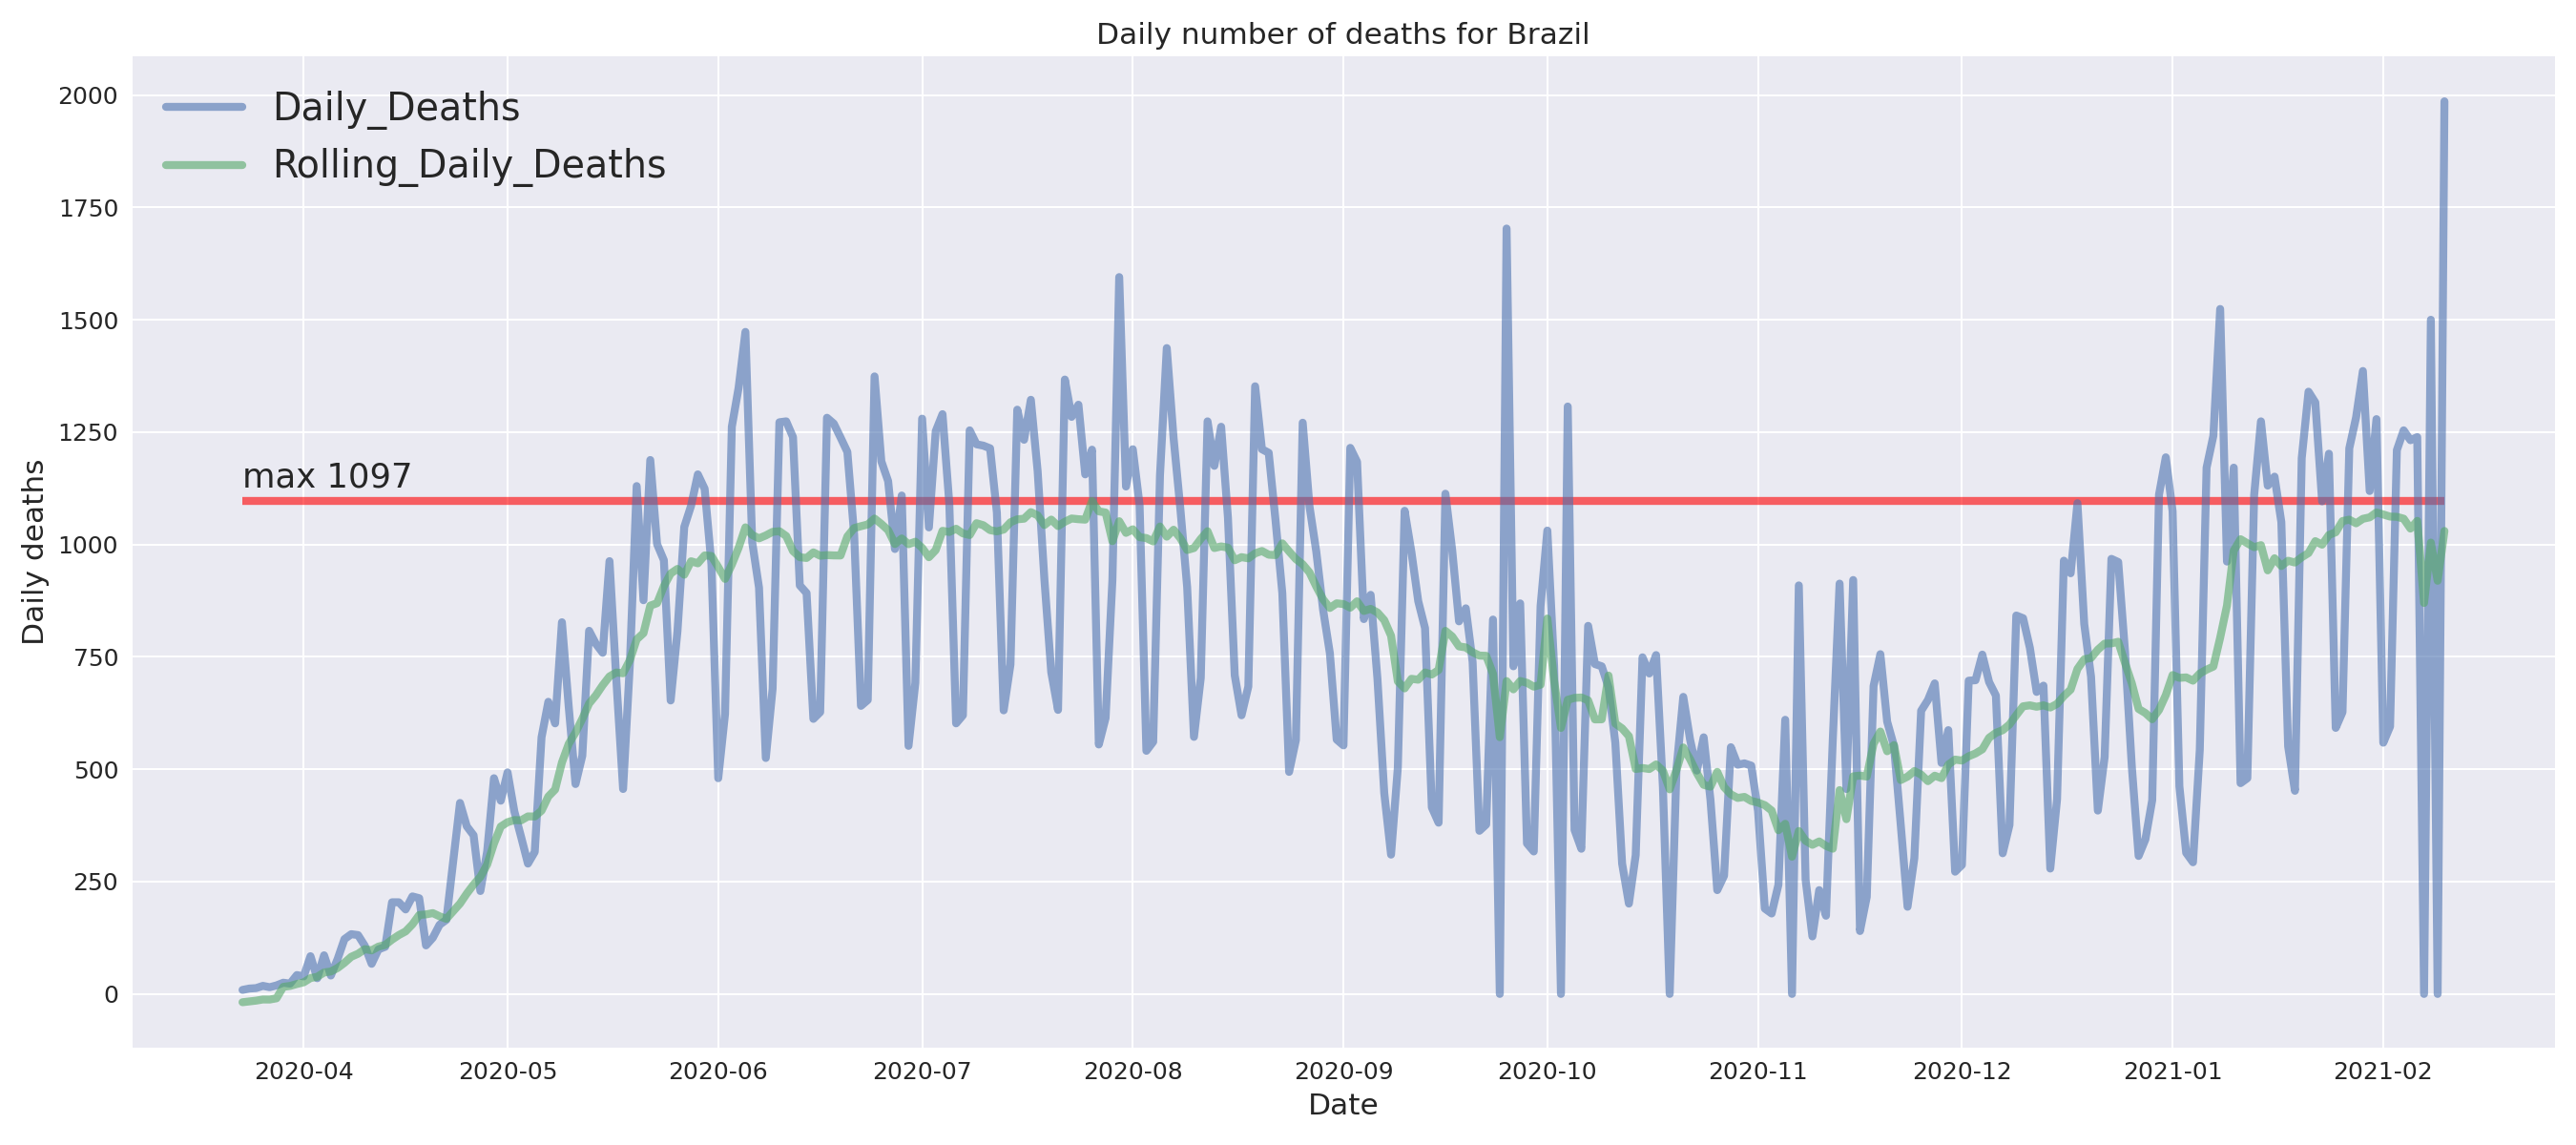 Daily number of deaths for Brazil
Daily_Deaths
Rolling_Daily_Deaths
max 1097
Daily deaths
2000
1750
1500
1250
1000
750
500
250
0
2020-04 2020-05 2020-06 2020-07 2020-08 2020-09 2020-10 2020-11 2020-12 2021-01 2021-02
Date